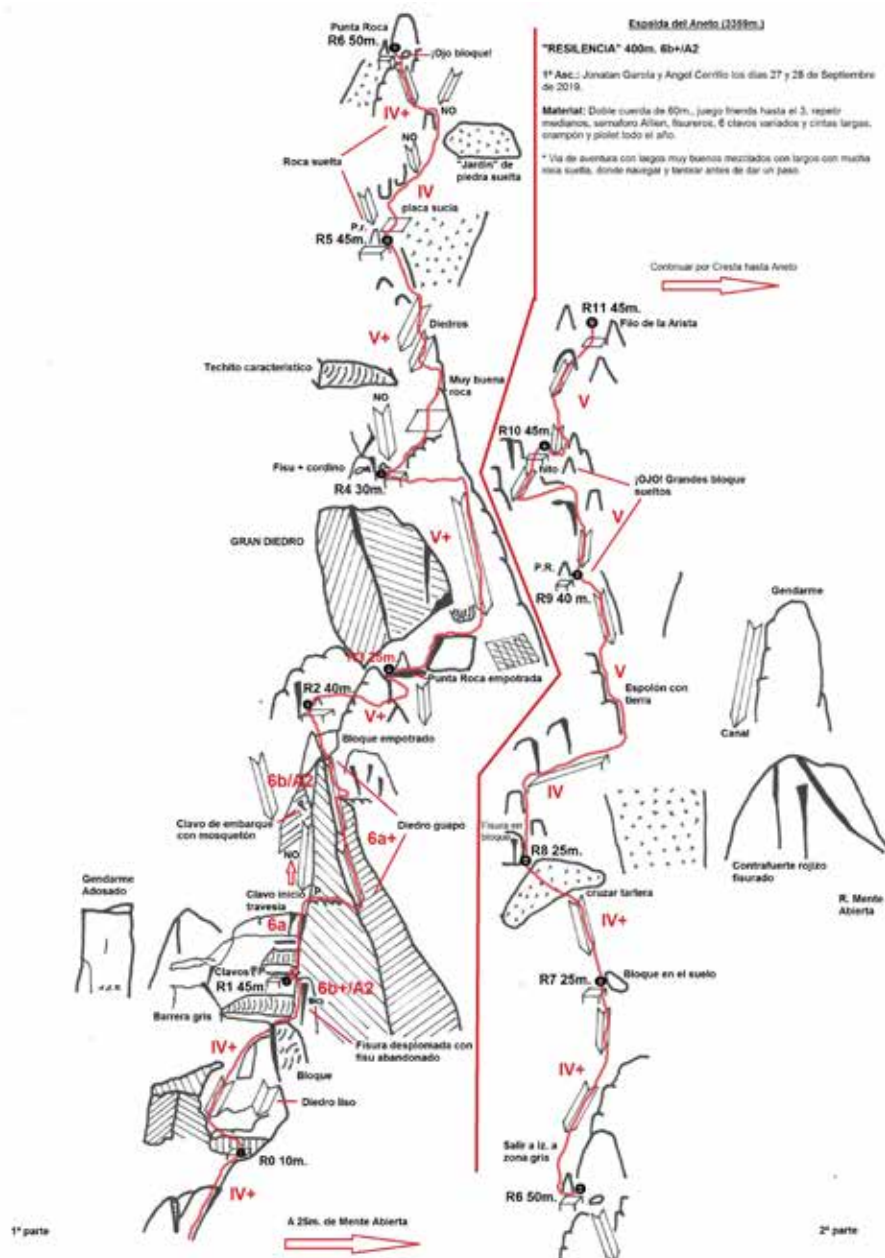 Espalda del Aneto (3359m.)
"RESILENCIA" 400m. 6b+/A2
1ª Asc.: Jonatan García y Angel Cerrillo los días 27 y 28 de Septiembre
de 2019.
Material: Doble cuerda de 60m., juego friends hasta el 3, repetir
medianos, semaforo Allien, fisureros, 6 clavos variados y cintas largas,
crampón y piolet todo el año.
* Via de aventura con largos muy buenos mezclados con largos con mucha
roca suelta, donde navegar y tantear antes de dar un paso.
Punta Roca
R6 50m.
¡Ojo bloque!
IV+
NO
NO
Roca suelta
"Jardín" de
piedra suelta
IV
placa sucia
P.r.
R5 45m.
Diedros
V+
Techito característico
Muy buena
roca
NO
Fisu + cordino
R4 30m.
V+
GRAN DIEDRO
R3 25m.
Punta Roca empotrada
R2 40m.
V+
Bloque empotrado
6b/A2
Clavo de embarque
con mosquetón
P.
6a+
Diedro guapo
NO
Gendarme
Adosado
Clavo inicio
travesía
P.
6a
Clavos
R1 45m.
6b+/A2
NO
Barrera gris
Fisura desplomada con
fisu abandonado
IV+
Bloque
Diedro liso
R0 10m.
IV+
1ª parte
A 25m. de Mente Abierta
Continuar por Cresta hasta Aneto
R11 45m.
Filo de la Arista
V
R10 45m.
hito
¡OJO! Grandes bloque
sueltos
V
P.R.
R9 40 m.
Gendarme
V
Espolón con
tierra
Canal
IV
Fisura en
bloque
R8 25m.
Contrafuerte rojizo
fisurado
cruzar tartera
R. Mente
Abierta
IV+
R7 25m.
Bloque en el suelo
IV+
Salir a iz. a
zona gris
R6 50m.
2ª parte